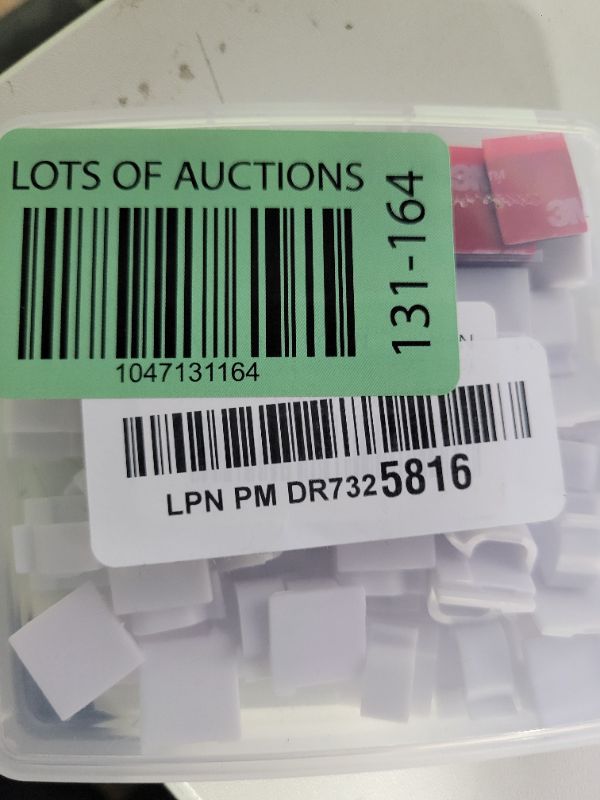 LOTS OF AUCTIONS
131-164
1047131164
LPN PM DR7325816
3M
3M